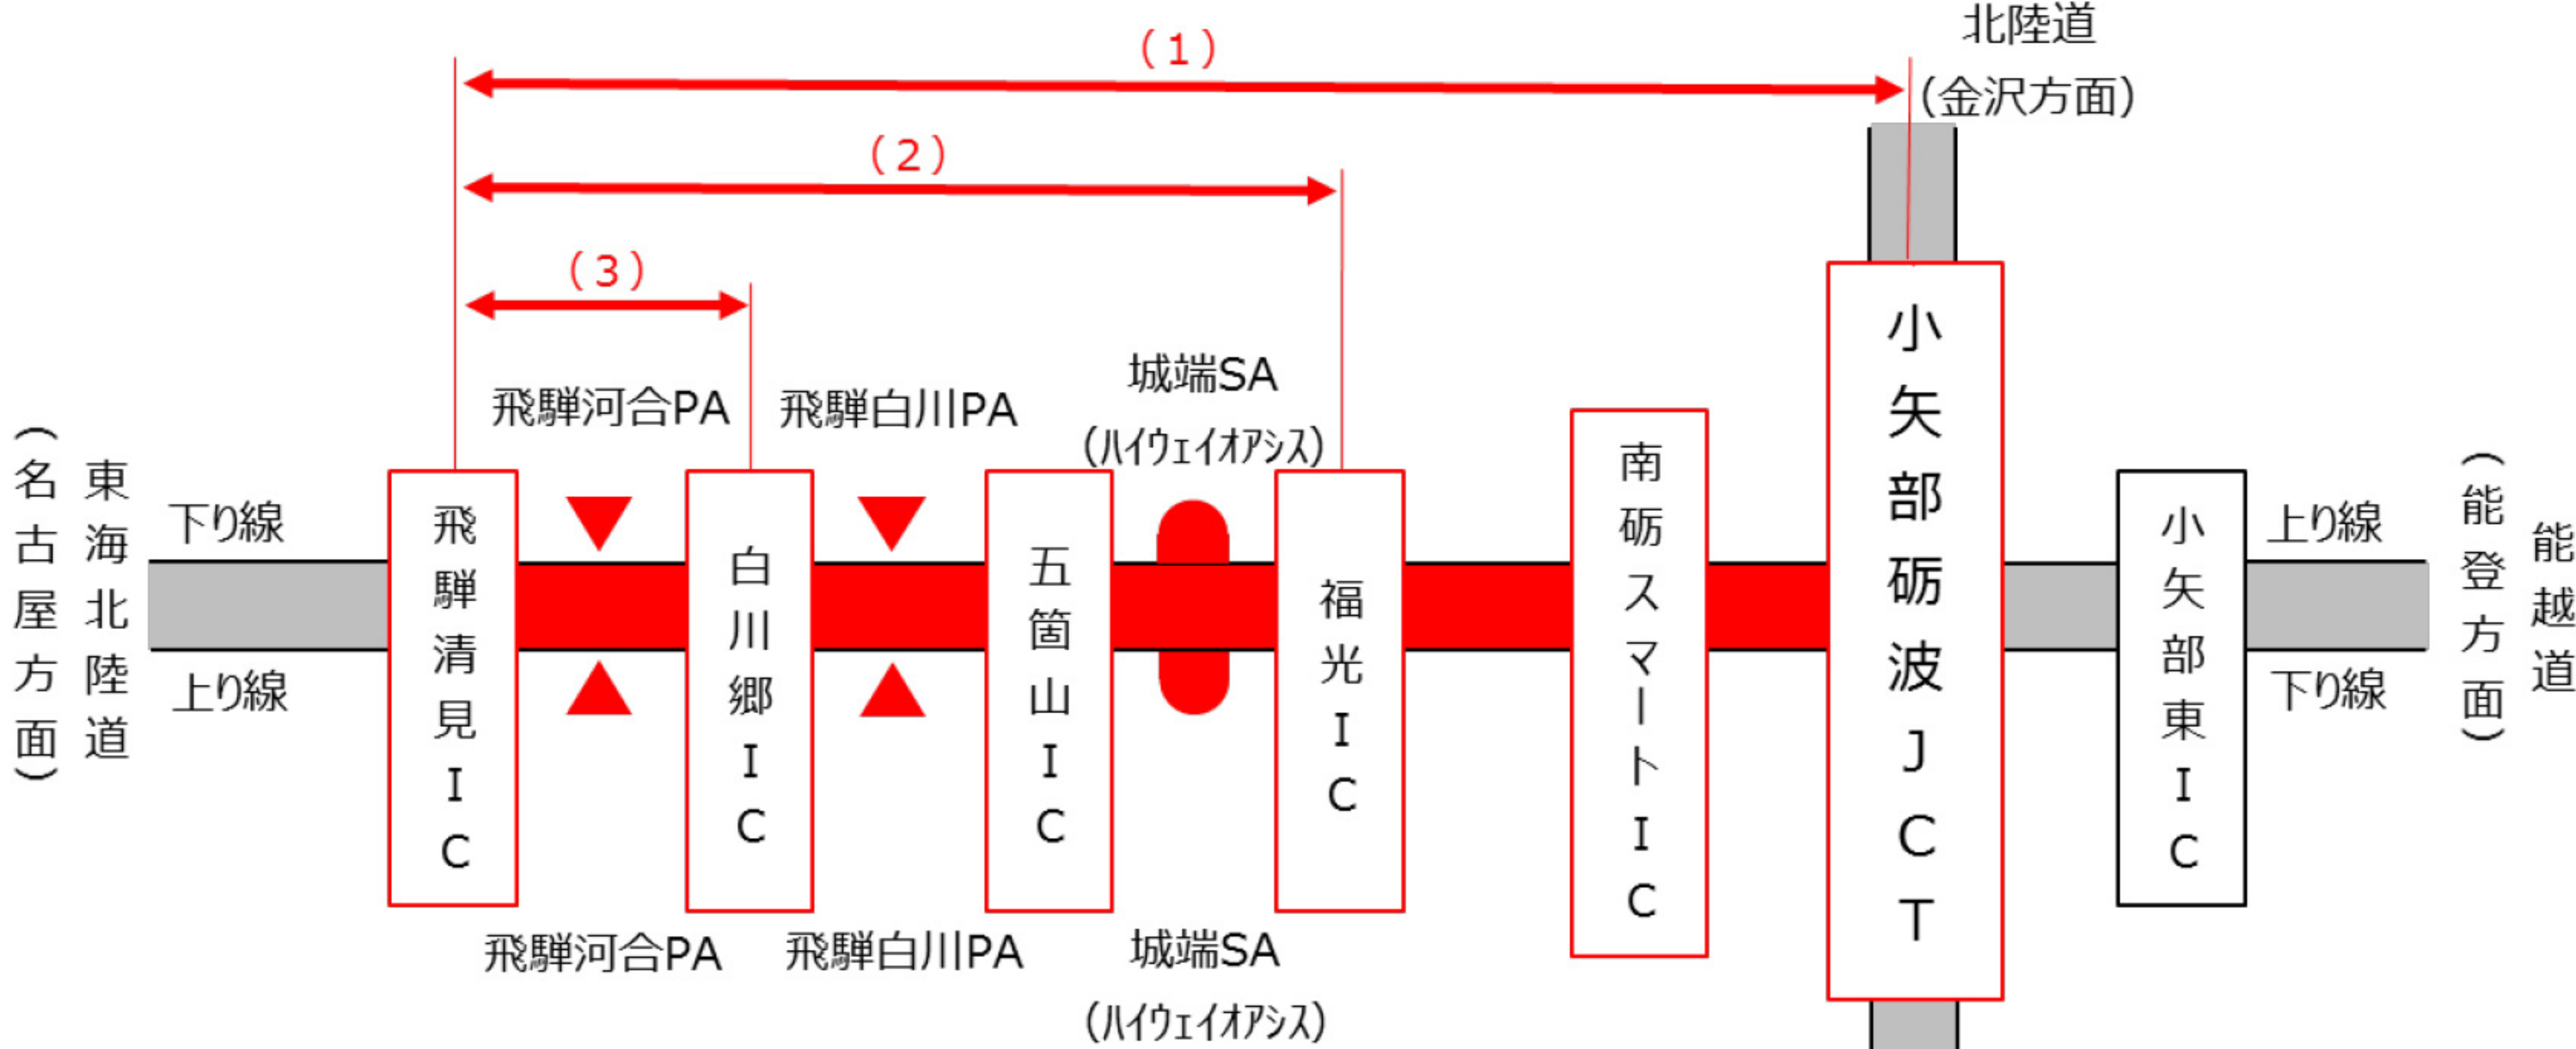 北陸道
（金沢方面）
（１）
（２）
（３）
城端SA
（ﾊｲｳｪｲｵｱｼｽ）
飛騨河合PA
飛騨白川PA
東海北陸道
（名古屋方面）
下り線
上り線
飛騨清見IC
白川郷IC
五箇山IC
福光IC
南砺スマートIC
小矢部砺波JCT
小矢部東IC
上り線
下り線
能越道
（能登方面）
飛騨河合PA
飛騨白川PA
城端SA
（ﾊｲｳｪｲｵｱｼｽ）